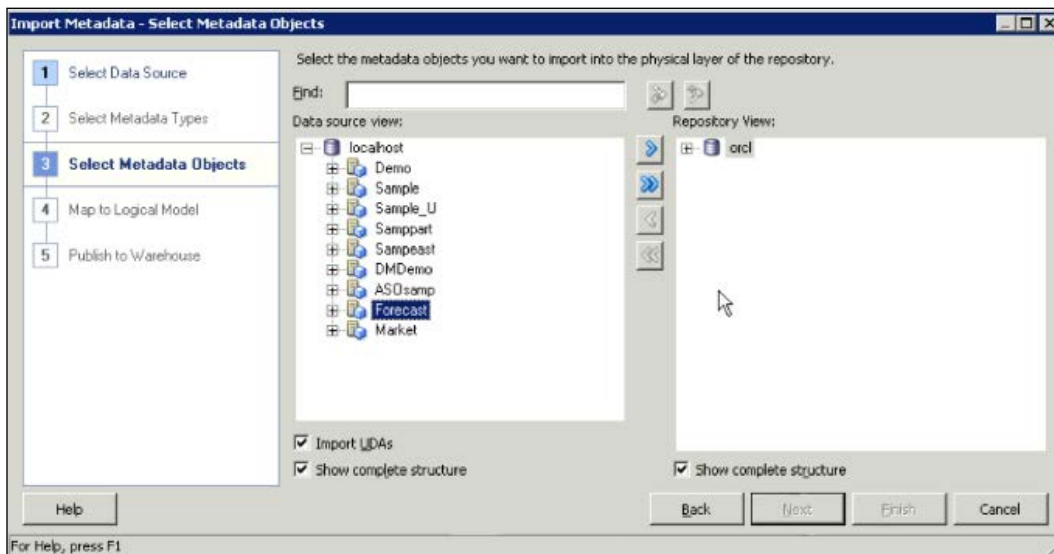 Import Metadata - Select Metadata Objects
1 Select Data Source
2 Select Metadata Types
3 Select Metadata Objects
4 Map to Logical Model
5 Publish to Warehouse
Select the metadata objects you want to import into the physical layer of the repository.
Find:
Data source view:
localhost
Demo
Sample
Sample_U
Samppart
Sampeast
DMDemo
ASOsamp
Forecast
Market
Import UDAs
Show complete structure
Repository View:
orcl
Show complete structure
Help
Back
Next
Finish
Cancel
For Help, press F1